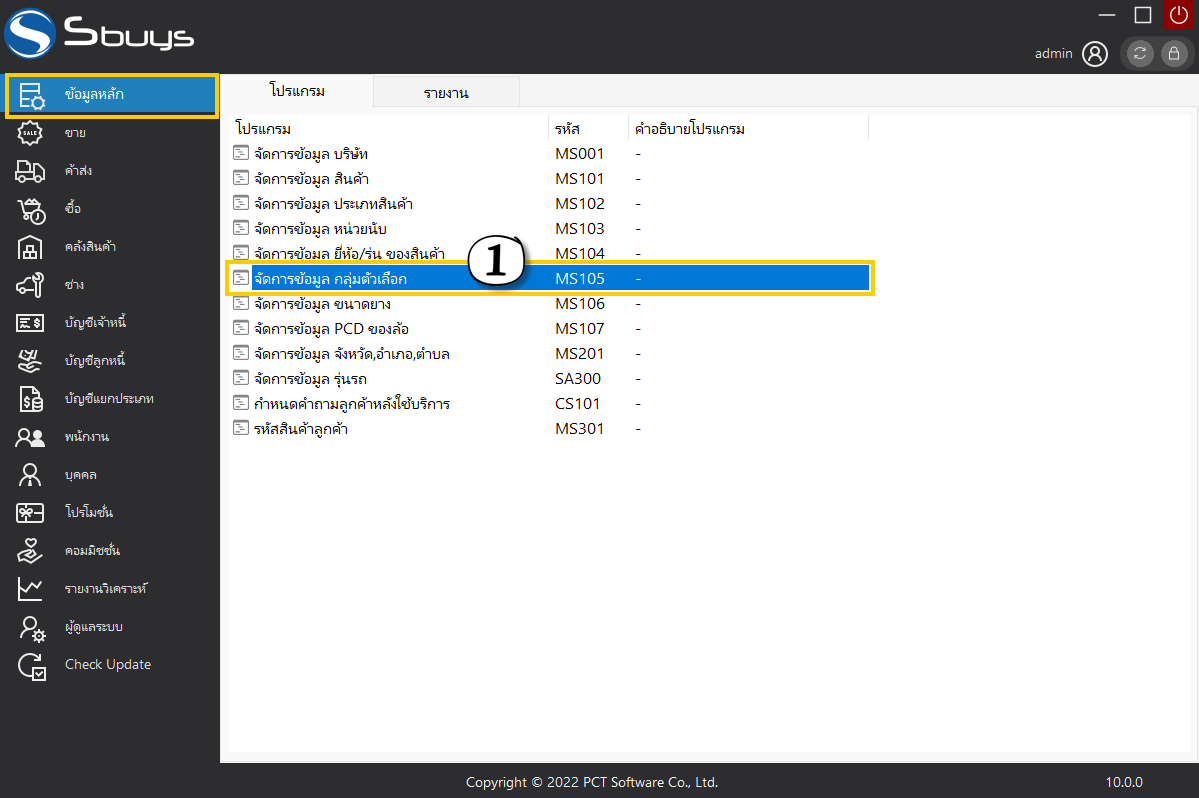 Sbuys
admin
ข้อมูลหลัก
ขาย
SALE
ค้าส่ง
ซื้อ
คลังสินค้า
ช่าง
บัญชีเจ้าหนี้
บัญชีลูกหนี้
บัญชีแยกประเภท
พนักงาน
บุคคล
โปรโมชั่น
คอมมิชชั่น
รายงานวิเคราะห์
ผู้ดูแลระบบ
Check Update
โปรแกรม รายงาน
โปรแกรม รหัส คำอธิบายโปรแกรม
จัดการข้อมูล บริษัท MS001 -
จัดการข้อมูล สินค้า MS101 -
จัดการข้อมูล ประเภทสินค้า MS102 -
จัดการข้อมูล หน่วยนับ MS103 -
จัดการข้อมูล ยี่ห้อ/รุ่น ของสินค้า MS104 -
1
จัดการข้อมูล กลุ่มตัวเลือก MS105 -
จัดการข้อมูล ขนาดยาง MS106 -
จัดการข้อมูล PCD ของล้อ MS107 -
จัดการข้อมูล จังหวัด,อำเภอ,ตำบล MS201 -
จัดการข้อมูล รุ่นรถ SA300 -
กำหนดคำถามลูกค้าหลังใช้บริการ CS101 -
รหัสสินค้าลูกค้า MS301 -
Copyright © 2022 PCT Software Co., Ltd.
10.0.0